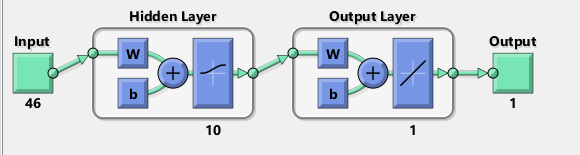 Hidden Layer Output Layer
Input Output
W W
b b
46 1
10 1